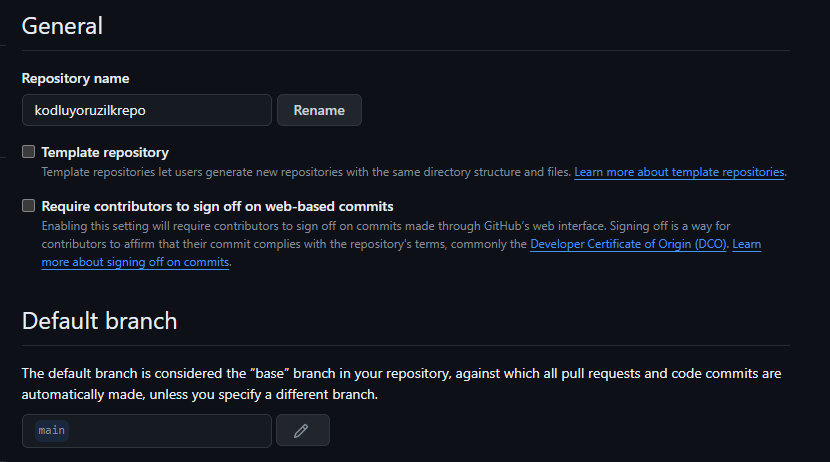 General
Repository name
kodluyoruzilkrepo
Rename
Template repository
Template repositories let users generate new repositories with the same directory structure and files. Learn more about template repositories.
Require contributors to sign off on web-based commits
Enabling this setting will require contributors to sign off on commits made through GitHub’s web interface. Signing off is a way for
contributors to affirm that their commit complies with the repository's terms, commonly the Developer Certificate of Origin (DCO). Learn
more about signing off on commits.
Default branch
The default branch is considered the “base” branch in your repository, against which all pull requests and code commits are
automatically made, unless you specify a different branch.
main